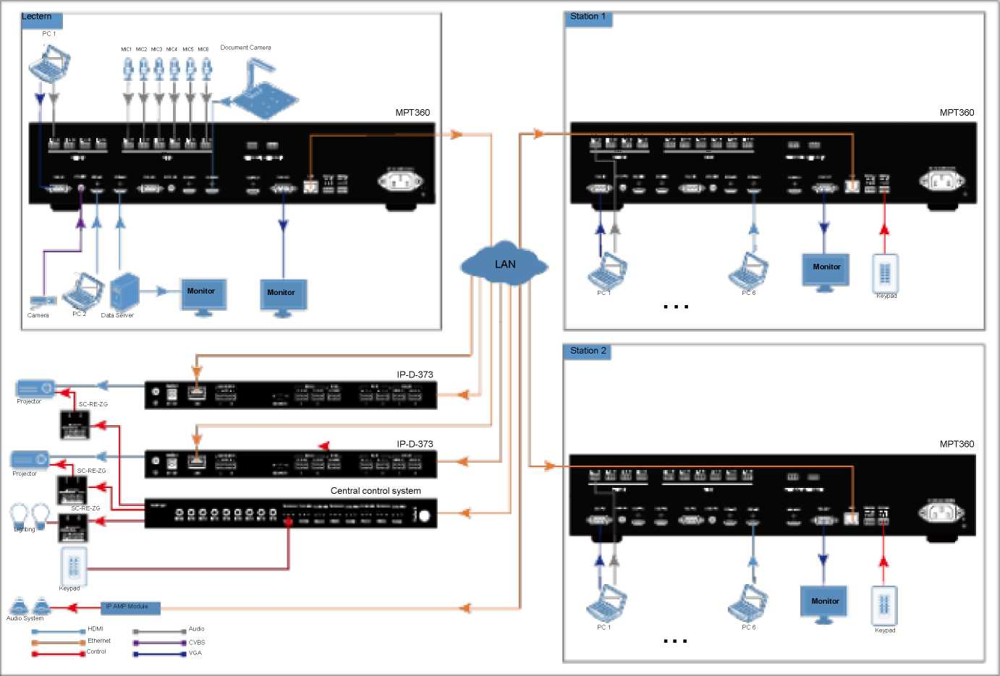 Lectern
PC 1
MIC1 MIC2 MIC3 MIC4 MIC5 MIC6
Document Camera
MPT360
Camera
PC 2
Data Server
Monitor
Monitor
Station 1
MPT360
PC 1
PC 6
Monitor
Keypad
...
LAN
Station 2
MPT360
PC 1
PC 6
Monitor
Keypad
...
IP-D-373
Projector
SC-RE-ZG
IP-D-373
Projector
SC-RE-ZG
Central control system
SC-RE-ZG
Lighting
Keypad
IP AMP Module
Audio System
HDMI
Ethernet
Control
Audio
CVBS
VGA